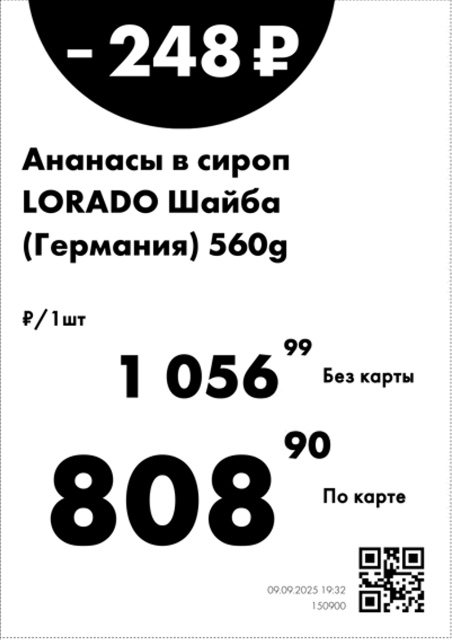 - 248 ₽
Ананасы в сироп
LORADO Шайба
(Германия) 560g
₽/1шт
1 056 99 Без карты
808 90 По карте
09.09.2025 19:32
150900